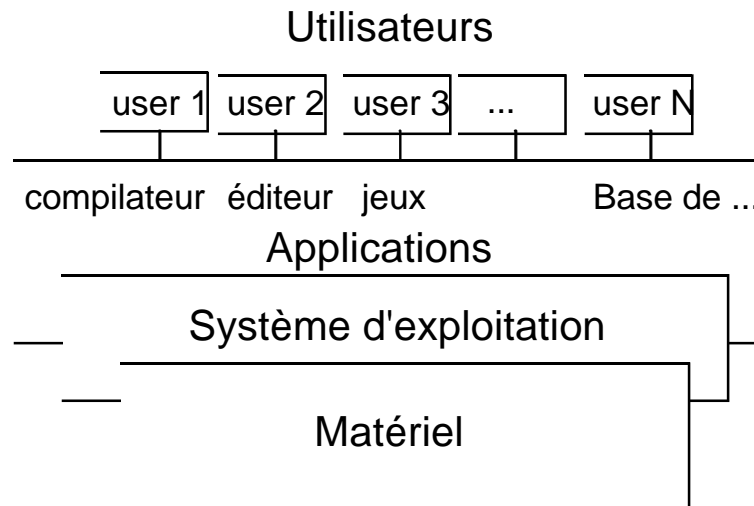 Utilisateurs
user 1 user 2 user 3 ... user N
compilateur éditeur jeux Base de ...
Applications
Système d'exploitation
Matériel